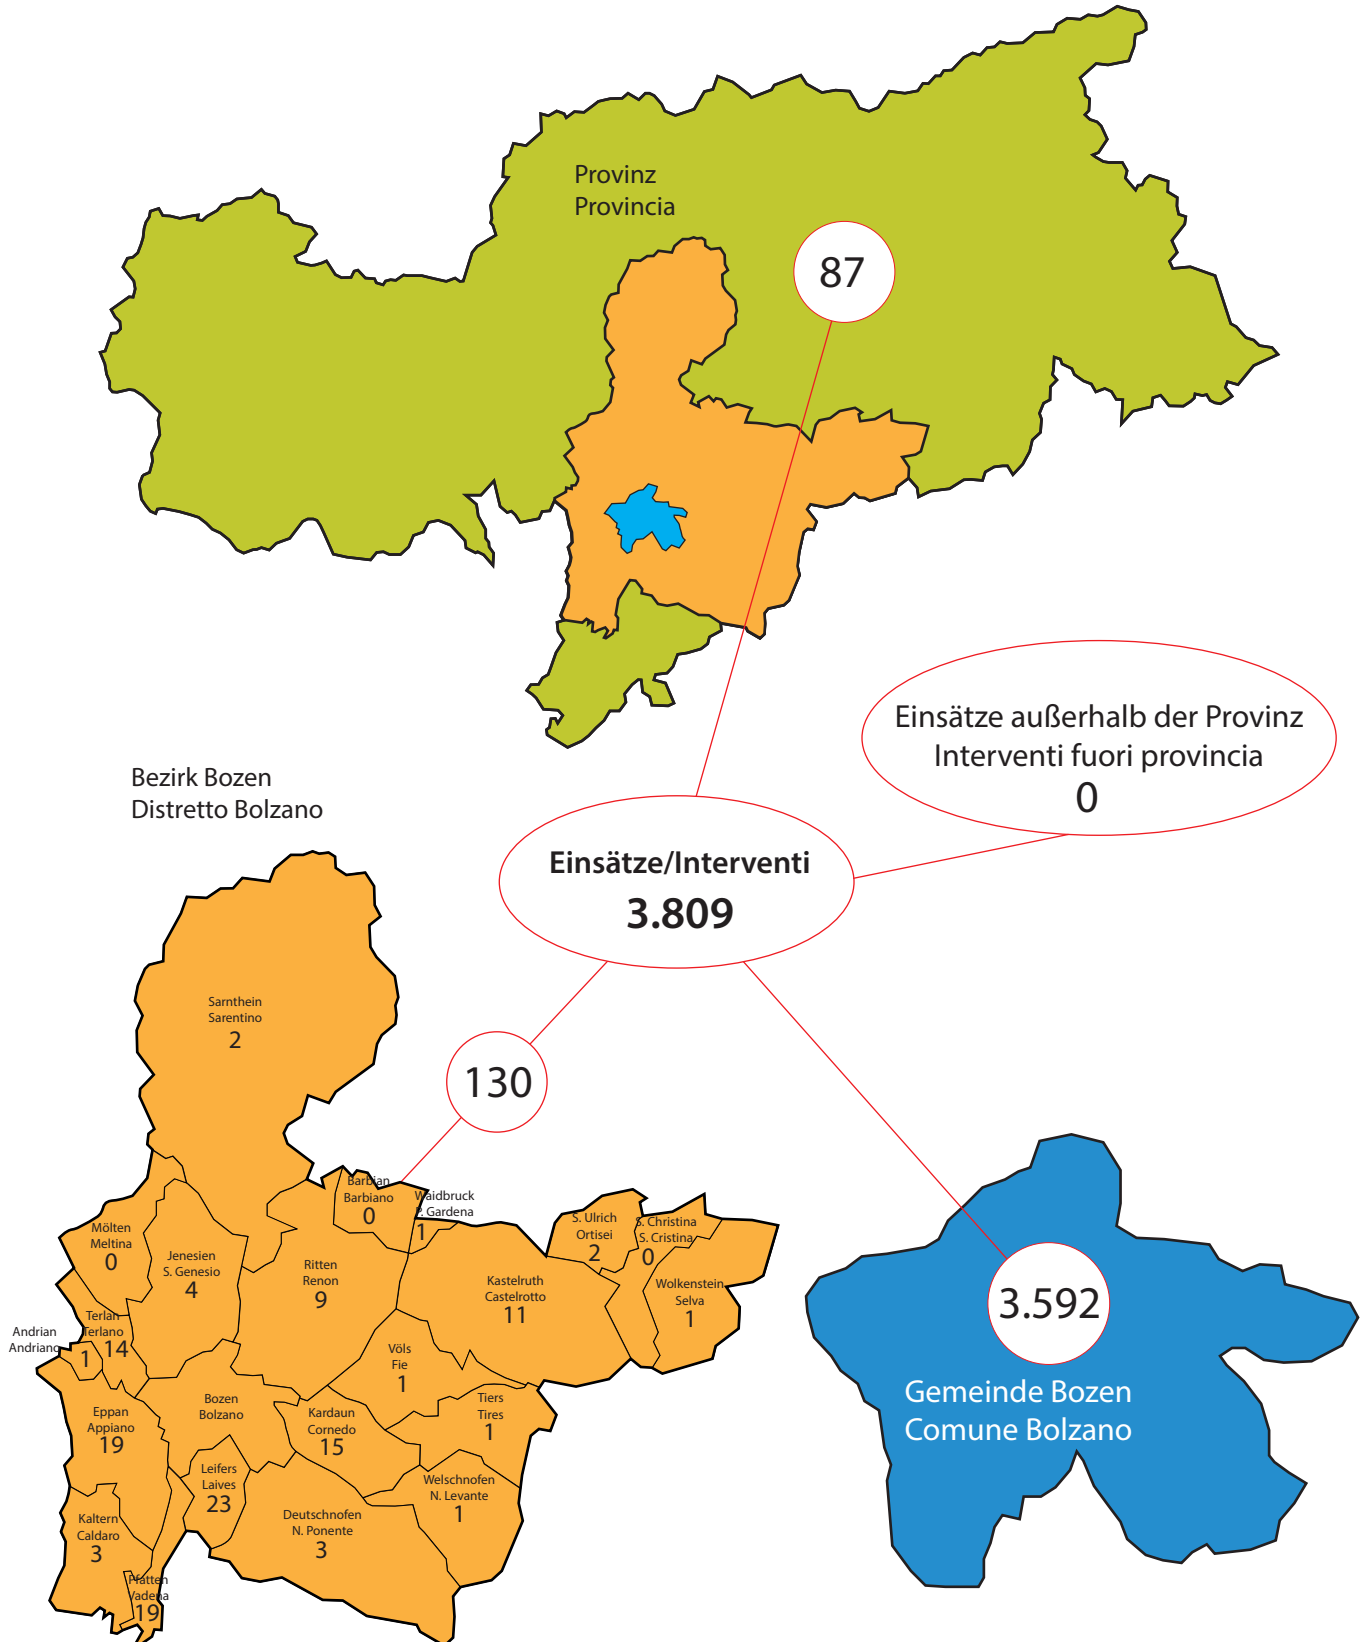 Provinz
Provincia
87
Einsätze außerhalb der Provinz
Interventi fuori provincia
0
Bezirk Bozen
Distretto Bolzano
Einsätze/Interventi
3.809
130
Sarnthein
Sarentino
2
Barbian
Barbiano
0
Waidbruck
P. Gardena
1
Mölten
Meltina
0
Jenesien
S. Genesio
4
Ritten
Renon
9
Kastelruth
Castelrotto
11
S. Ulrich
Ortisei
2
S. Christina
S. Cristina
0
Wolkenstein
Selva
1
Andrian
Andriano
1
Terlan
Terlano
14
Völs
Fie
1
Tiers
Tires
1
Eppan
Appiano
19
Bozen
Bolzano
Kardaun
Cornedo
15
Leifers
Laives
23
Welschnofen
N. Levante
1
Deutschnofen
N. Ponente
3
Kaltern
Caldaro
3
Pfatten
Vadena
19
3.592
Gemeinde Bozen
Comune Bolzano